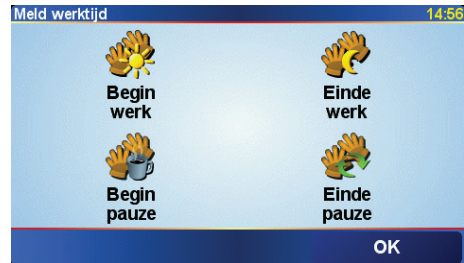 Meld werktijd 14:56
Begin
werk
Einde
werk
Begin
pauze
Einde
pauze
OK